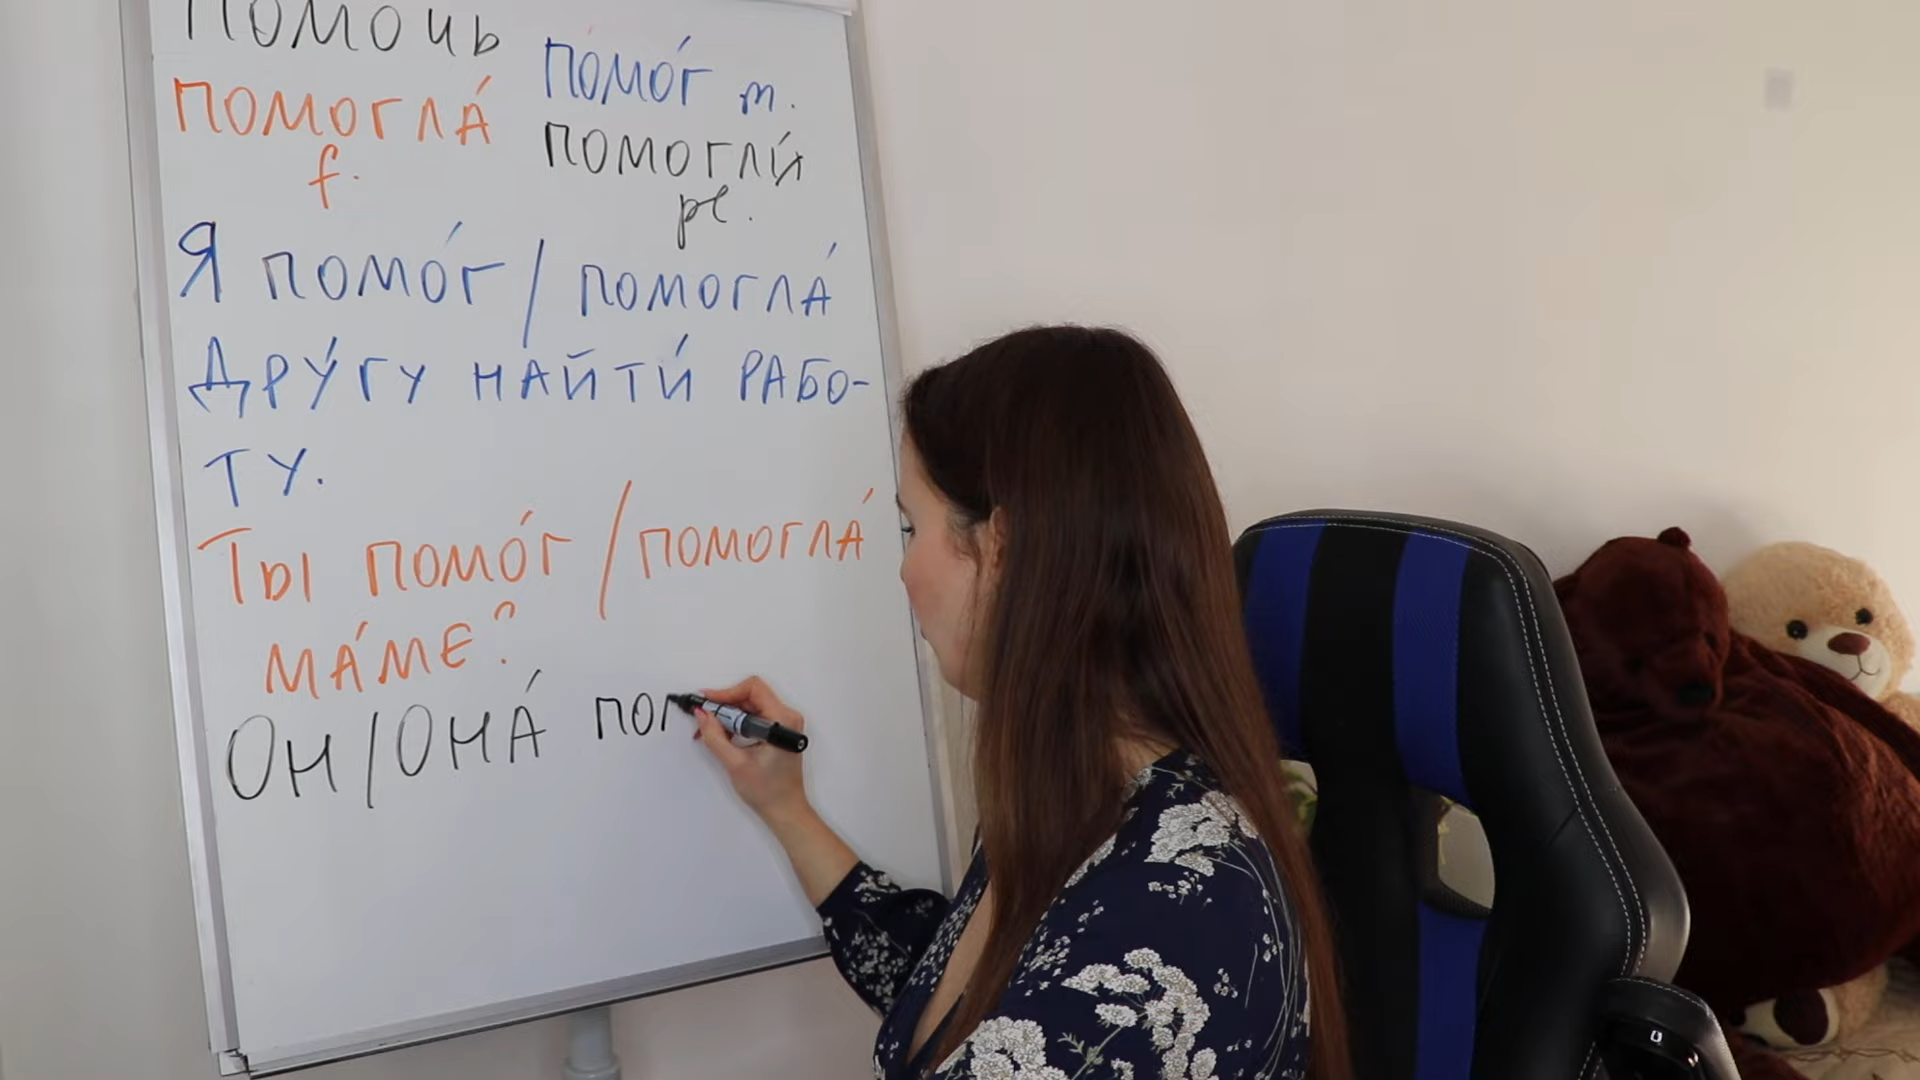 Помочь
помогла́ помо́г m.
f. помогли́
pl.
Я помо́г / помогла́
дру́гу найти́ рабо-
ту.
Ты помо́г / помогла́
ма́ме?
Он/Она́ пом